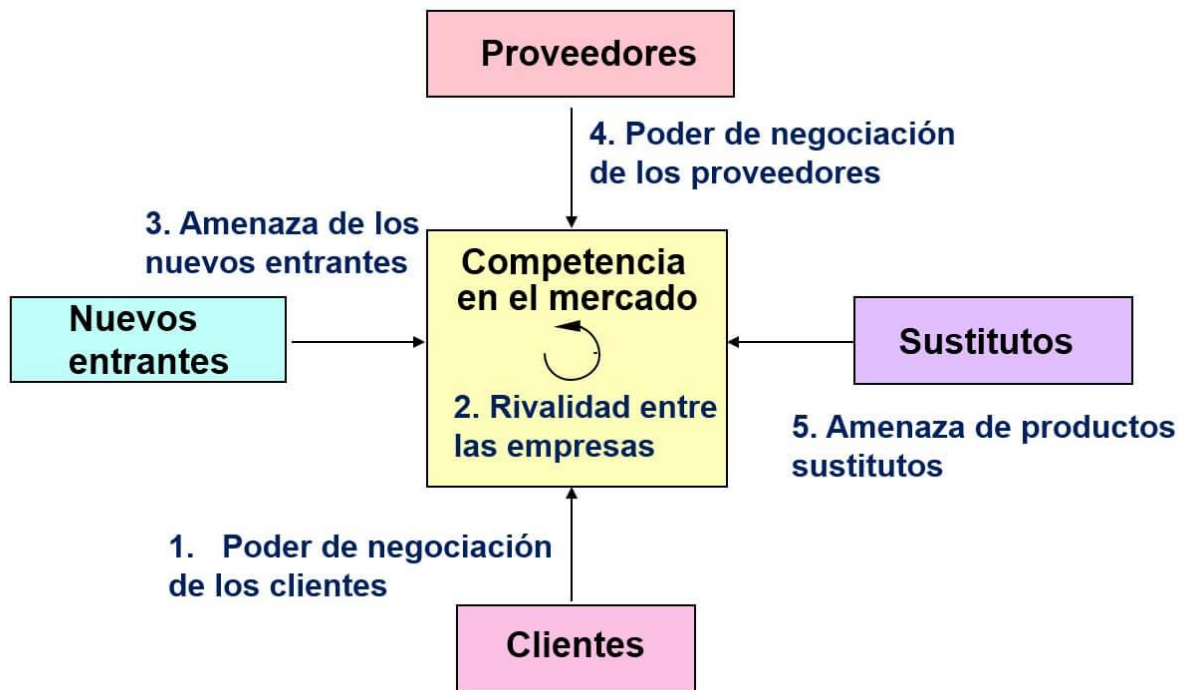 Proveedores
4. Poder de negociación
de los proveedores
3. Amenaza de los
nuevos entrantes
Competencia
en el mercado
Nuevos
entrantes
Sustitutos
2. Rivalidad entre
las empresas
5. Amenaza de productos
sustitutos
1. Poder de negociación
de los clientes
Clientes